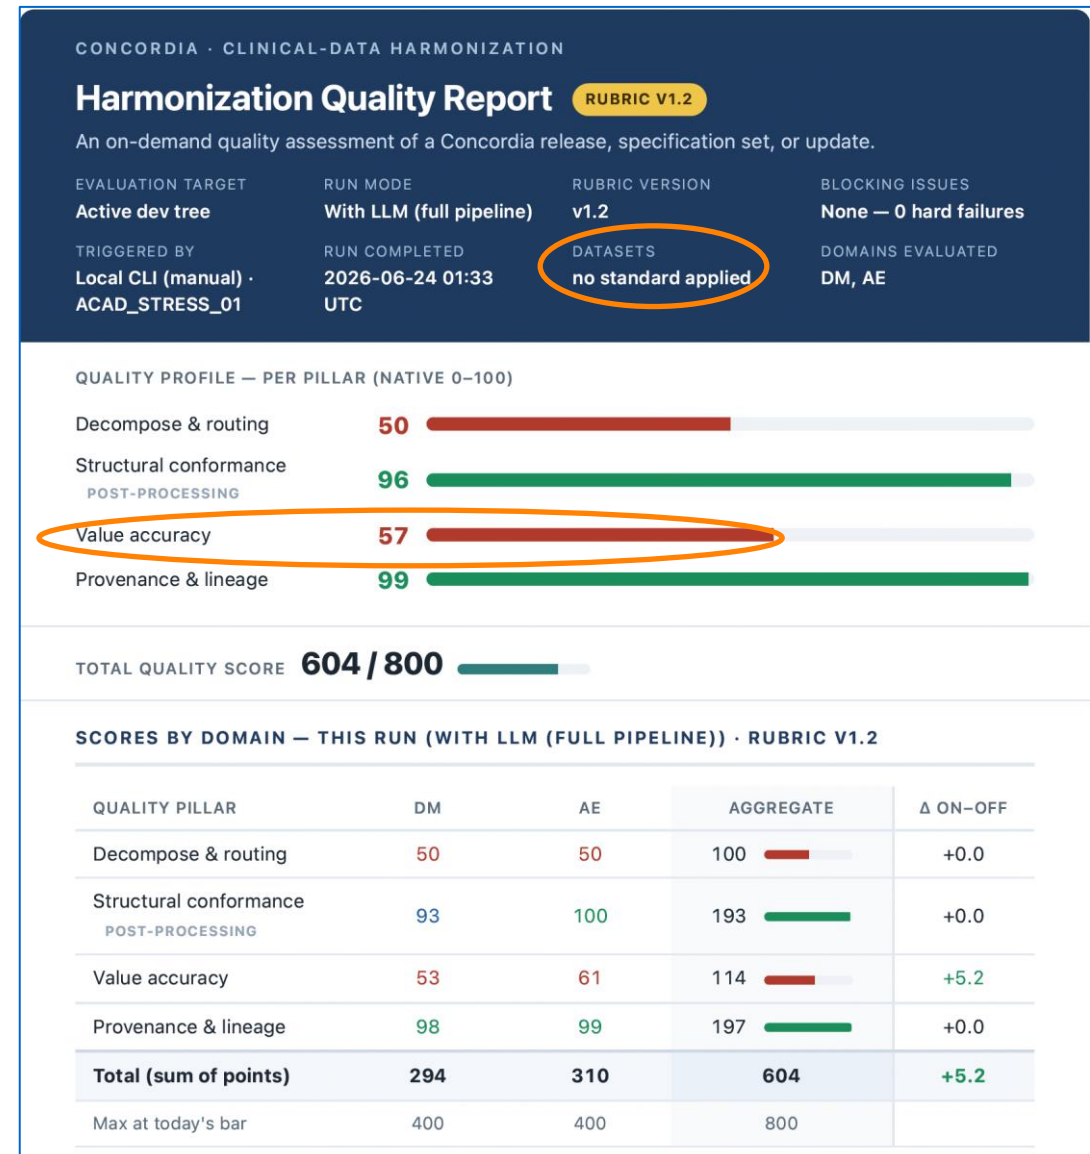 CONCORDIA · CLINICAL-DATA HARMONIZATION
Harmonization Quality Report RUBRIC V1.2
An on-demand quality assessment of a Concordia release, specification set, or update.
EVALUATION TARGET RUN MODE RUBRIC VERSION BLOCKING ISSUES
Active dev tree With LLM (full pipeline) v1.2 None — 0 hard failures
TRIGGERED BY RUN COMPLETED DATASETS DOMAINS EVALUATED
Local CLI (manual) · 2026-06-24 01:33 no standard applied DM, AE
ACAD_STRESS_01 UTC
QUALITY PROFILE — PER PILLAR (NATIVE 0–100)
Decompose & routing 50
Structural conformance 96
POST-PROCESSING
Value accuracy 57
Provenance & lineage 99
TOTAL QUALITY SCORE 604 / 800
SCORES BY DOMAIN — THIS RUN (WITH LLM (FULL PIPELINE)) · RUBRIC V1.2
QUALITY PILLAR DM AE AGGREGATE Δ ON–OFF
Decompose & routing 50 50 100 +0.0
Structural conformance 93 100 193 +0.0
POST-PROCESSING
Value accuracy 53 61 114 +5.2
Provenance & lineage 98 99 197 +0.0
Total (sum of points) 294 310 604 +5.2
Max at today's bar 400 400 800